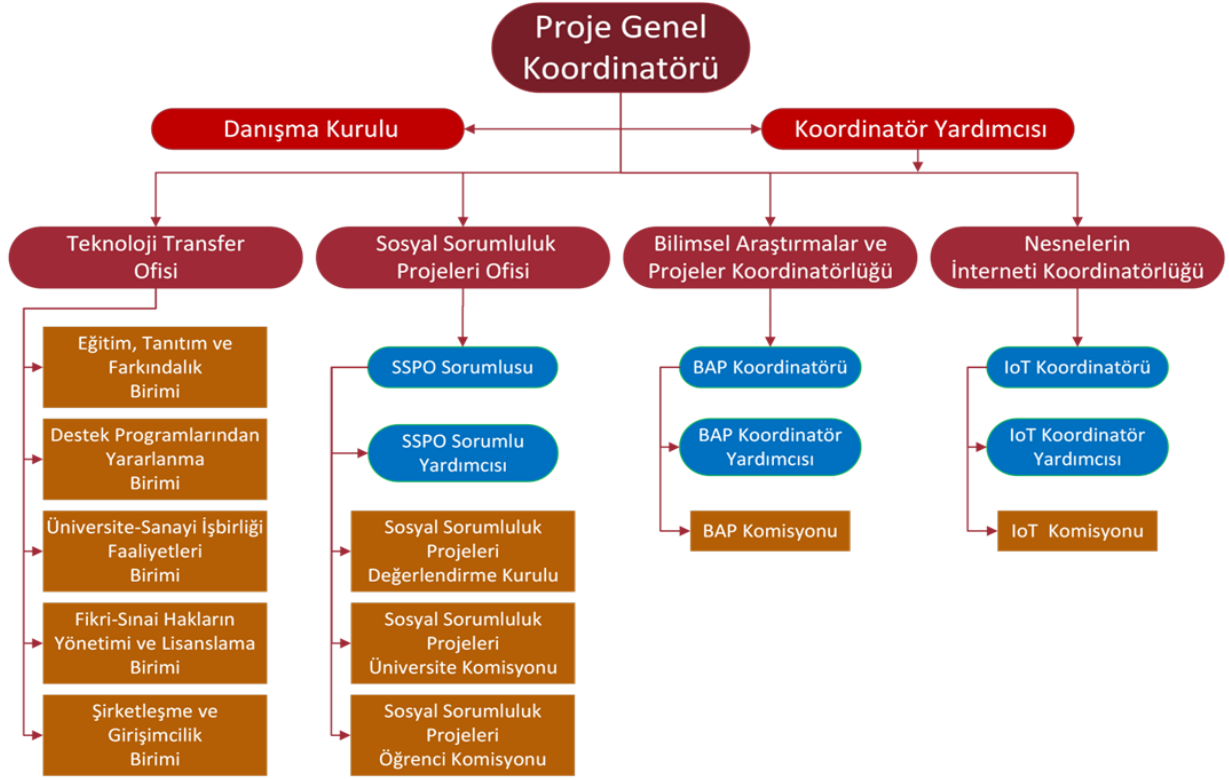 Proje Genel
Koordinatörü
Danışma Kurulu
Koordinatör Yardımcısı
Teknoloji Transfer
Ofisi
Sosyal Sorumluluk
Projeleri Ofisi
Bilimsel Araştırmalar ve
Projeler Koordinatörlüğü
Nesnelerin
İnterneti Koordinatörlüğü
Eğitim, Tanıtım ve
Farkındalık
Birimi
Destek Programlarından
Yararlanma
Birimi
Üniversite-Sanayi İşbirliği
Faaliyetleri
Birimi
Fikri-Sınai Hakların
Yönetimi ve Lisanslama
Birimi
Şirketleşme ve
Girişimcilik
Birimi
SSPO Sorumlusu
SSPO Sorumlu
Yardımcısı
Sosyal Sorumluluk
Projeleri
Değerlendirme Kurulu
Sosyal Sorumluluk
Projeleri
Üniversite Komisyonu
Sosyal Sorumluluk
Projeleri
Öğrenci Komisyonu
BAP Koordinatörü
BAP Koordinatör
Yardımcısı
BAP Komisyonu
IoT Koordinatörü
IoT Koordinatör
Yardımcısı
IoT  Komisyonu